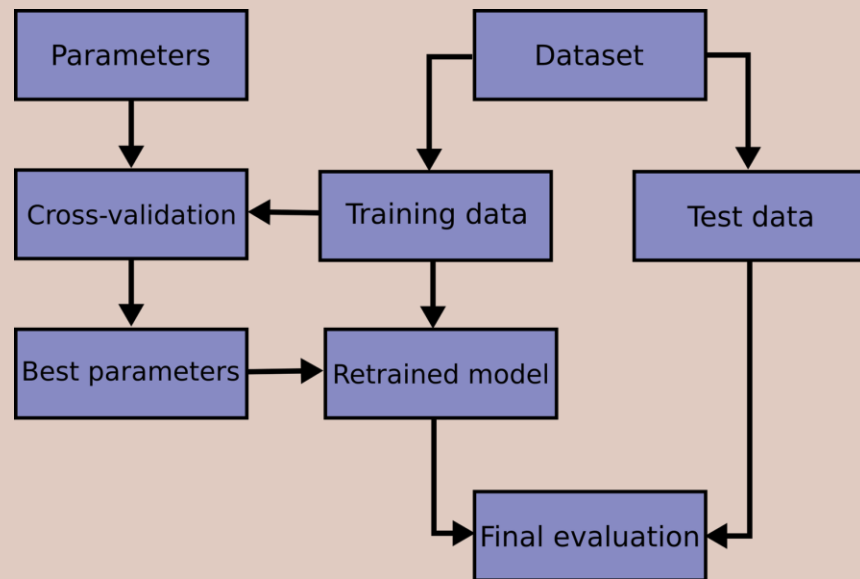 Parameters
Dataset
Cross-validation
Training data
Test data
Best parameters
Retrained model
Final evaluation